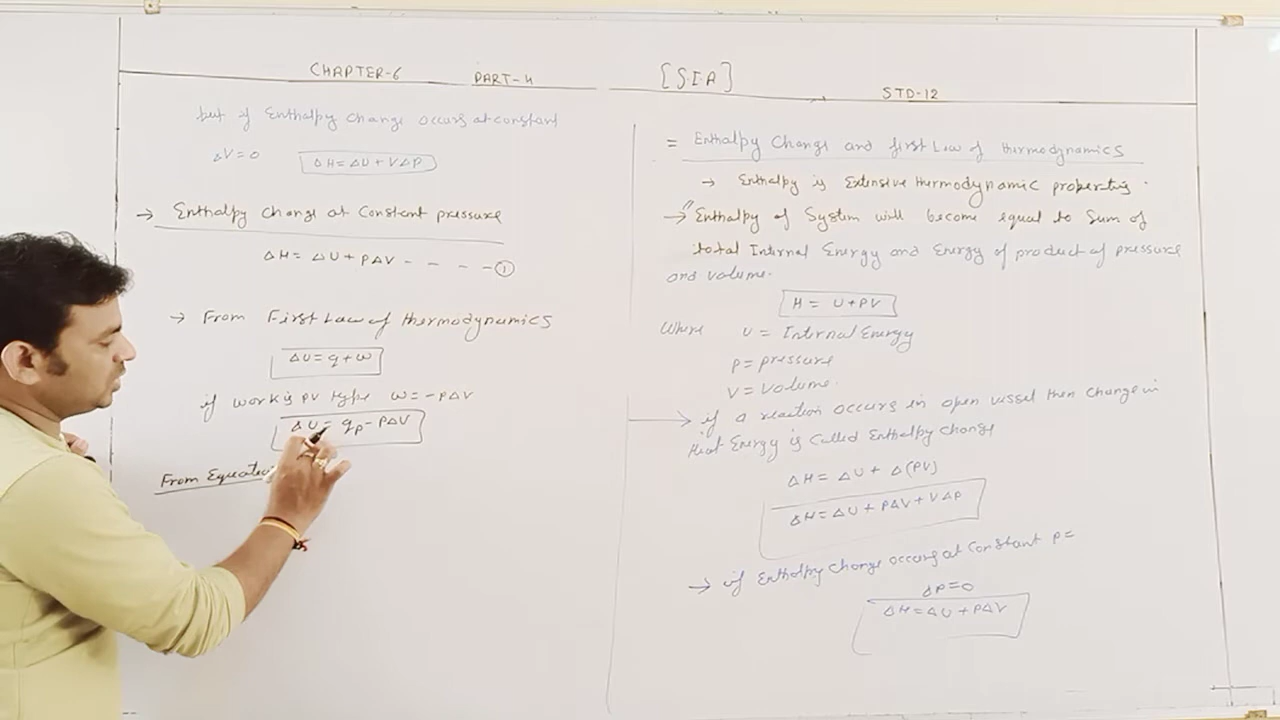 CHAPTER-6 PART-4 [SIA] STD-12
but if Enthalpy change occurs at constant
ΔV=0 ΔH=ΔU+VΔP
→ Enthalpy change at Constant pressure
ΔH=ΔU+PΔV - - - - ①
→ From First Law of thermodynamics
ΔU=q+w
if work is PV type w=-PΔV
ΔU=qp-PΔV
From Equatio
= Enthalpy Change and first Law of thermodynamics
→ Enthalpy is Extensive thermodynamic properties.
→ "Enthalpy of System will become equal to Sum of
total Internal Energy and Energy of product of pressure
and volume.
H = U+PV
Where U = Internal Energy
P = pressure
V = Volume.
→ if a reaction occurs in open vessel then change in
Heat Energy is Called Enthalpy change
ΔH = ΔU + Δ(PV)
ΔH = ΔU + PΔV + VΔP
→ if Enthalpy change occurs at Constant P=
ΔP=0
ΔH=ΔU+PΔV